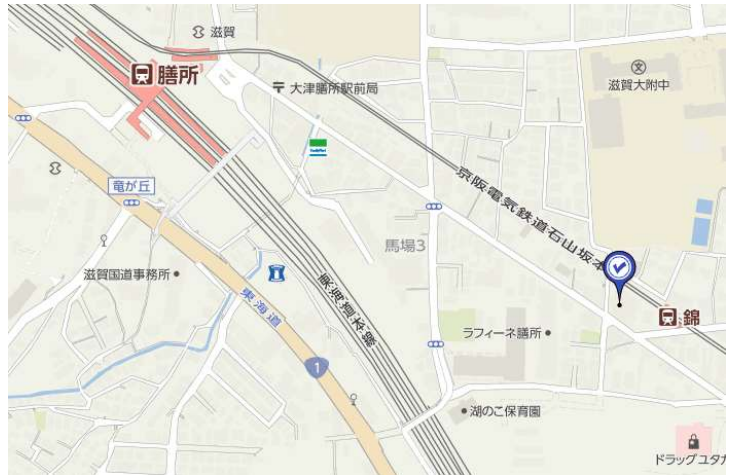 滋賀
膳所
大津膳所駅前局
滋賀大附中
FamilyMart
竜が丘
京阪電気鉄道石山坂本
馬場3
滋賀国道事務所
東海道本線
東海道
1
錦
ラフィーネ膳所
湖のこ保育園
ドラッグユタカ